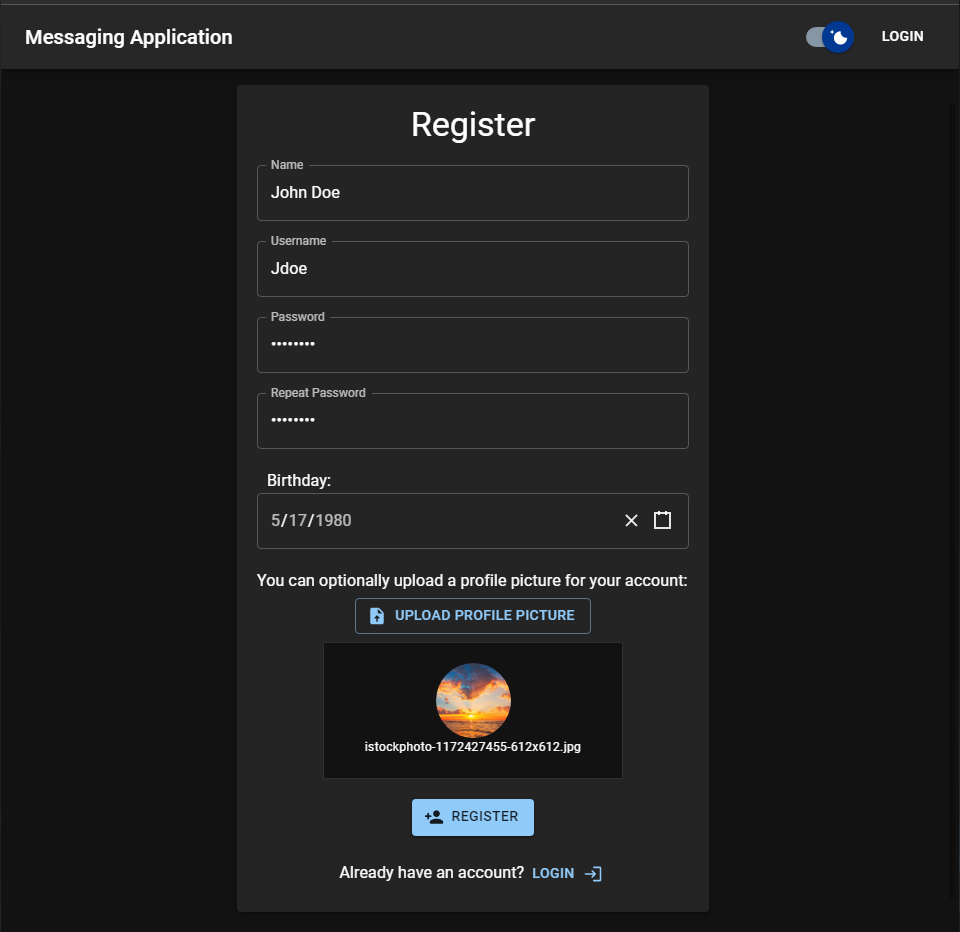 Messaging Application
LOGIN
Register
Name
John Doe
Username
Jdoe
Password
••••••••
Repeat Password
••••••••
Birthday:
5/17/1980
You can optionally upload a profile picture for your account:
UPLOAD PROFILE PICTURE
istockphoto-1172427455-612x612.jpg
REGISTER
Already have an account? LOGIN